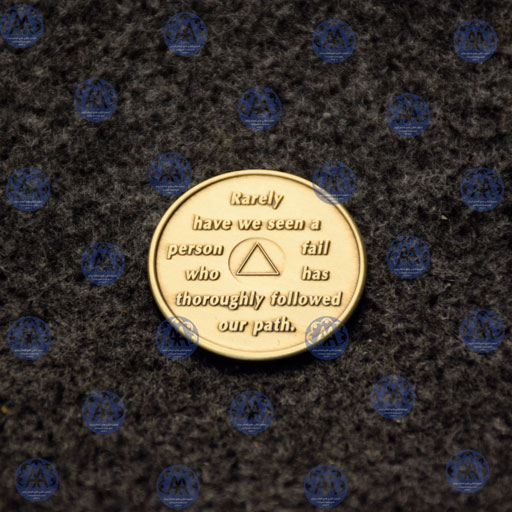 Rarely
have we seen a
person fail
who has
thoroughly followed
our path.